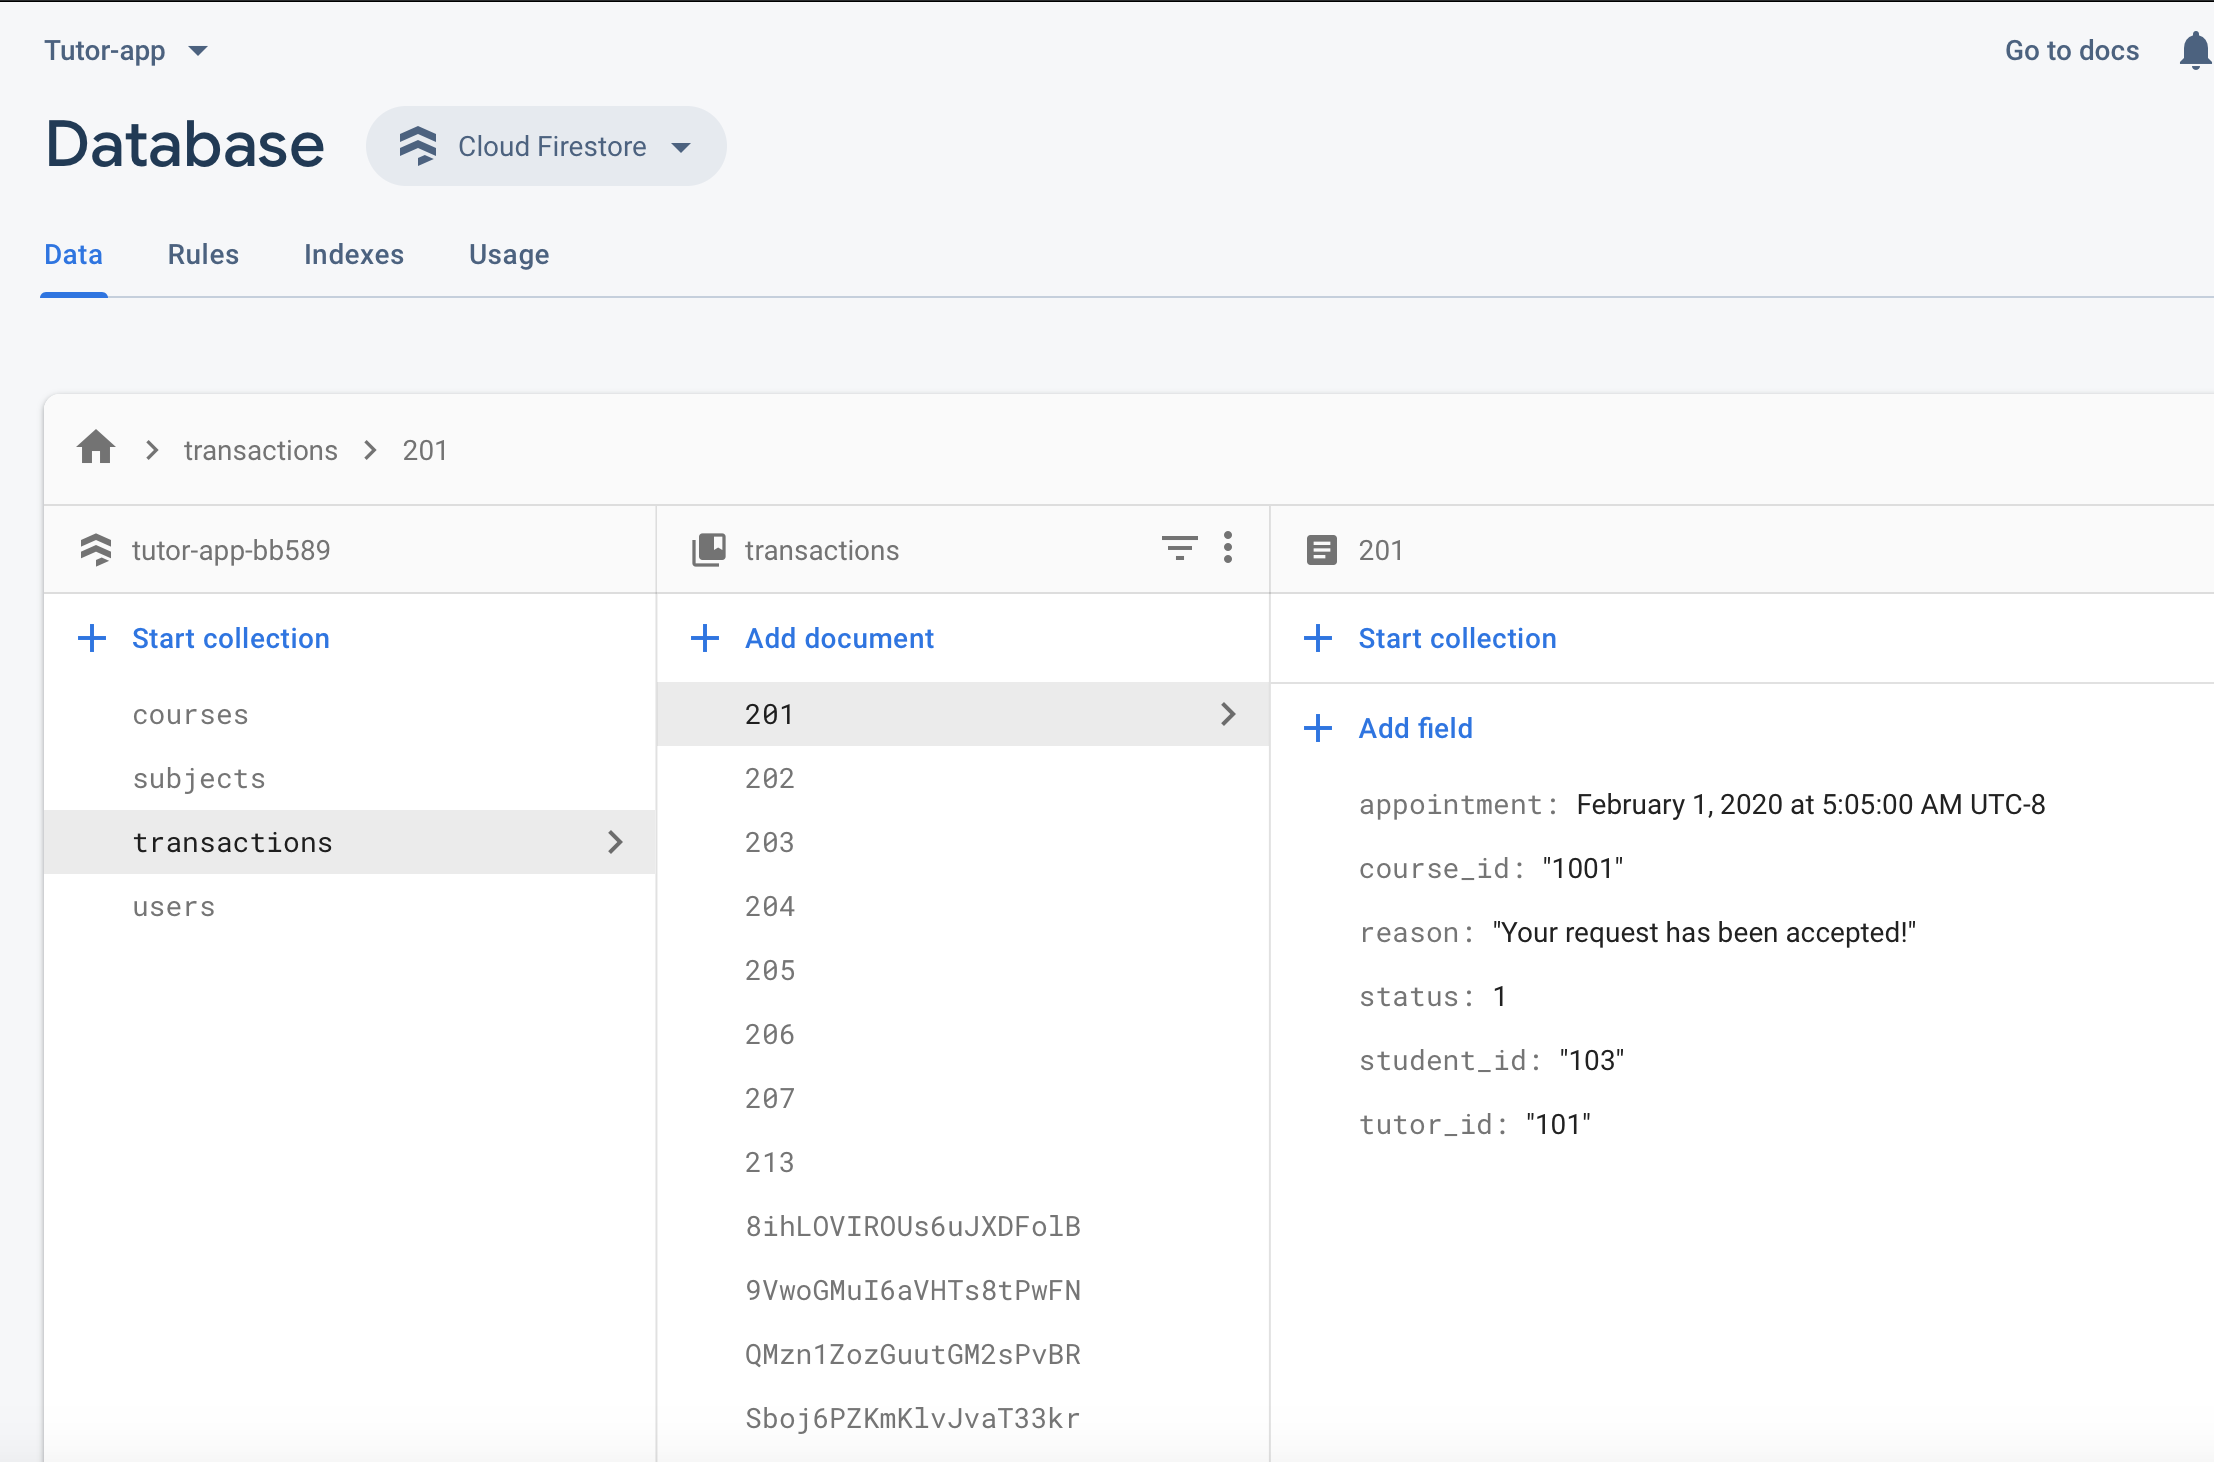 Tutor-app
Go to docs
Database
Cloud Firestore
Data
Rules
Indexes
Usage
transactions
201
tutor-app-bb589
Start collection
courses
subjects
transactions
users
transactions
Add document
201
202
203
204
205
206
207
213
8ihLOVIROUs6uJXDFolB
9VwoGMuI6aVHTs8tPwFN
QMzn1ZozGuutGM2sPvBR
Sboj6PZKmKlvJvaT33kr
201
Start collection
Add field
appointment: February 1, 2020 at 5:05:00 AM UTC-8
course_id: "1001"
reason: "Your request has been accepted!"
status: 1
student_id: "103"
tutor_id: "101"